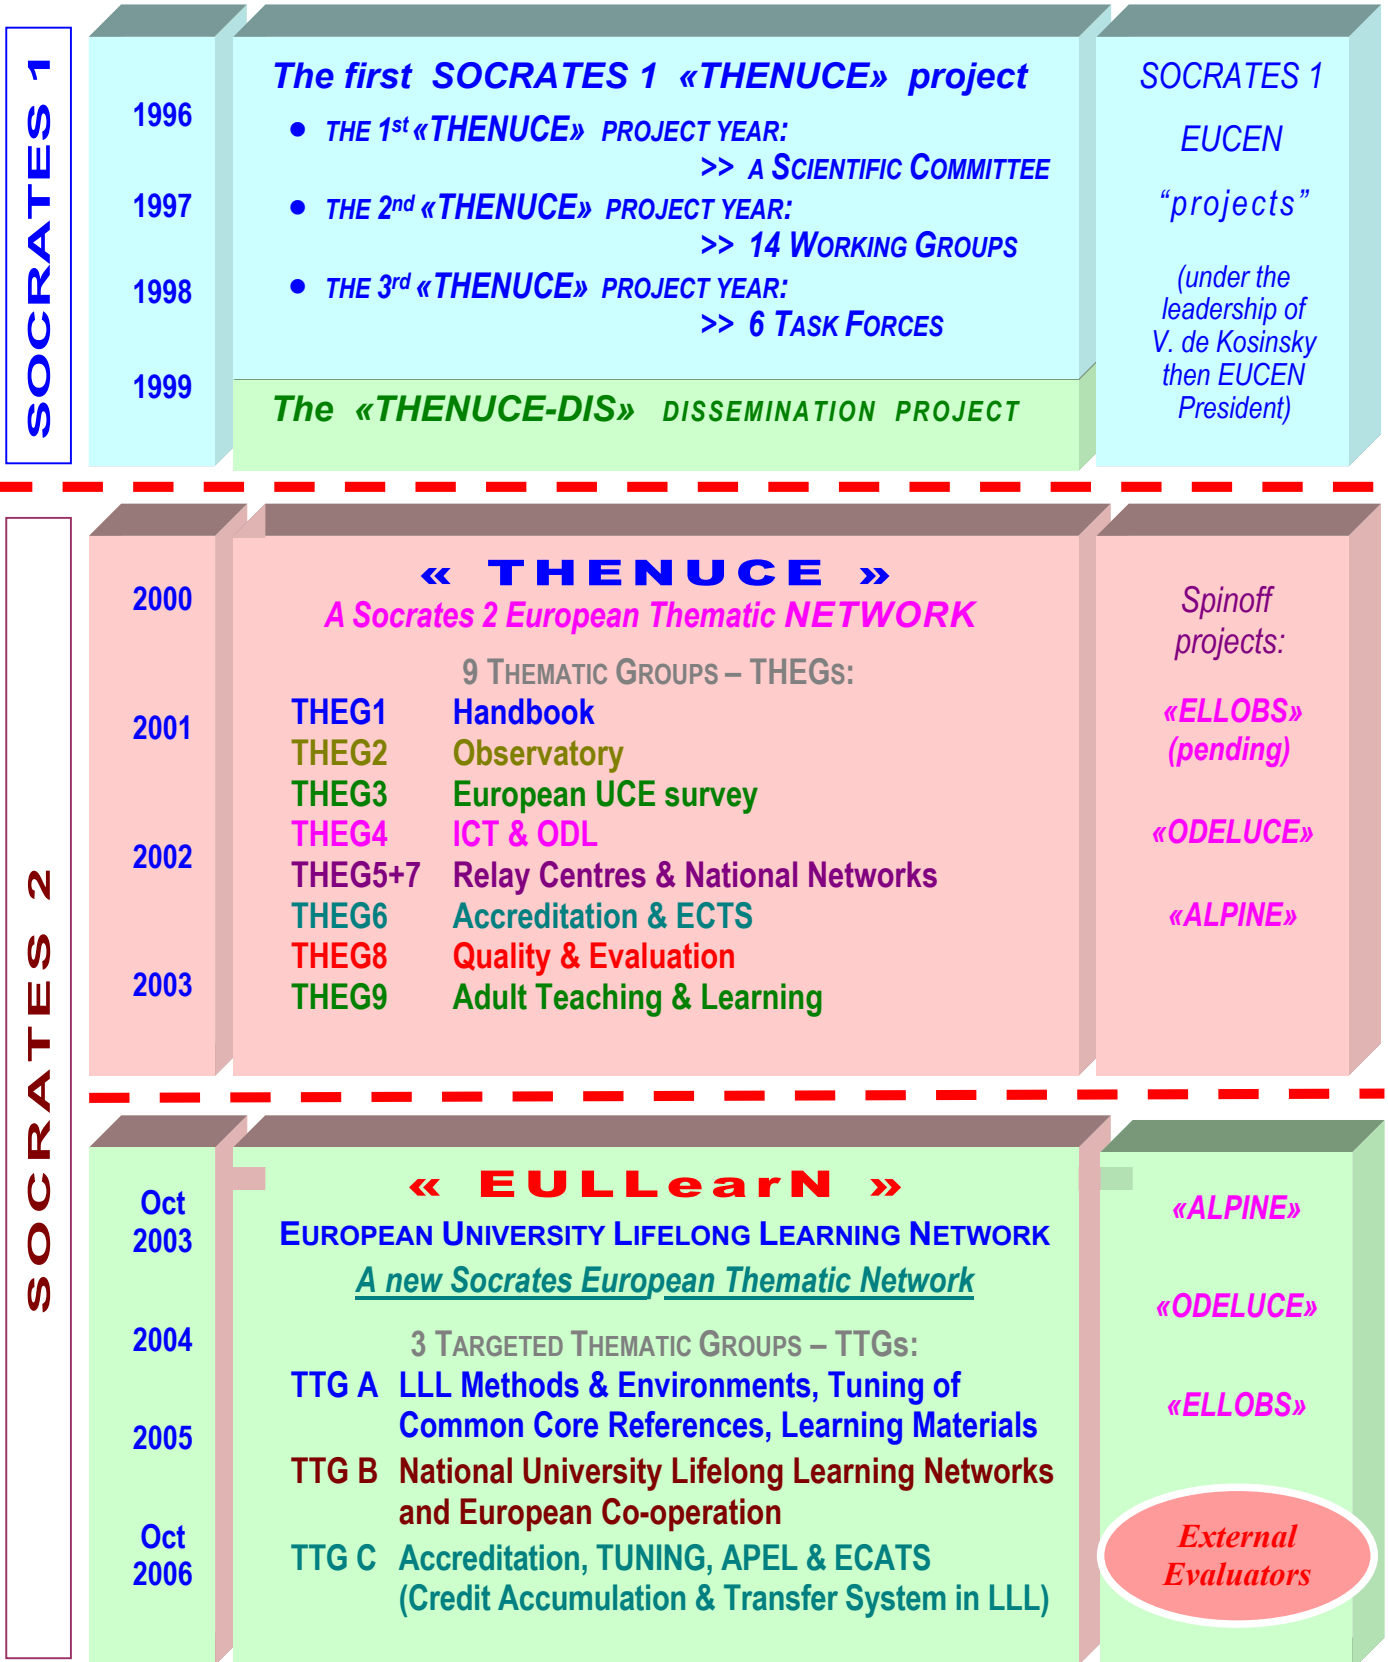 SOCRATES 1
1996
1997
1998
1999
The first SOCRATES 1 «THENUCE» project
• THE 1st «THENUCE» PROJECT YEAR:
>> A SCIENTIFIC COMMITTEE
• THE 2nd «THENUCE» PROJECT YEAR:
>> 14 WORKING GROUPS
• THE 3rd «THENUCE» PROJECT YEAR:
>> 6 TASK FORCES
The «THENUCE-DIS» DISSEMINATION PROJECT
SOCRATES 1
EUCEN
“projects”
(under the
leadership of
V. de Kosinsky
then EUCEN
President)
SOCRATES 2
2000
2001
2002
2003
« THENUCE »
A Socrates 2 European Thematic NETWORK
9 THEMATIC GROUPS – THEGS:
THEG1 Handbook
THEG2 Observatory
THEG3 European UCE survey
THEG4 ICT & ODL
THEG5+7 Relay Centres & National Networks
THEG6 Accreditation & ECTS
THEG8 Quality & Evaluation
THEG9 Adult Teaching & Learning
Spinoff
projects:
«ELLOBS»
(pending)
«ODELUCE»
«ALPINE»
Oct
2003
2004
2005
Oct
2006
« EULLearN »
EUROPEAN UNIVERSITY LIFELONG LEARNING NETWORK
A new Socrates European Thematic Network
3 TARGETED THEMATIC GROUPS – TTGs:
TTG A LLL Methods & Environments, Tuning of
Common Core References, Learning Materials
TTG B National University Lifelong Learning Networks
and European Co-operation
TTG C Accreditation, TUNING, APEL & ECATS
(Credit Accumulation & Transfer System in LLL)
«ALPINE»
«ODELUCE»
«ELLOBS»
External
Evaluators